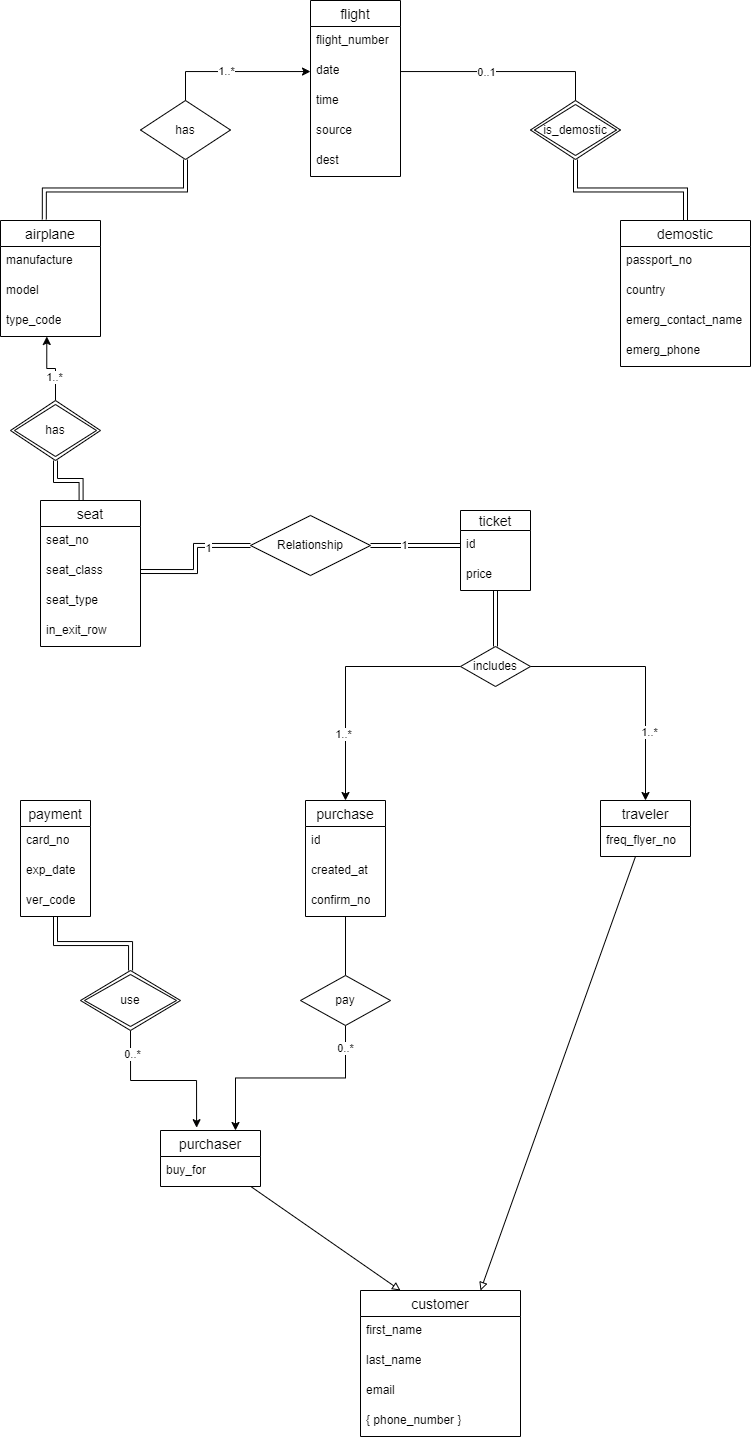 flight
flight_number
date
time
source
dest
1..*
0..1
has
is_demostic
airplane
manufacture
model
type_code
demostic
passport_no
country
emerg_contact_name
emerg_phone
1..*
has
seat
seat_no
seat_class
seat_type
in_exit_row
1
Relationship
1
ticket
id
price
includes
1..*
1..*
payment
card_no
exp_date
ver_code
purchase
id
created_at
confirm_no
traveler
freq_flyer_no
use
pay
0..*
0..*
purchaser
buy_for
customer
first_name
last_name
email
{ phone_number }